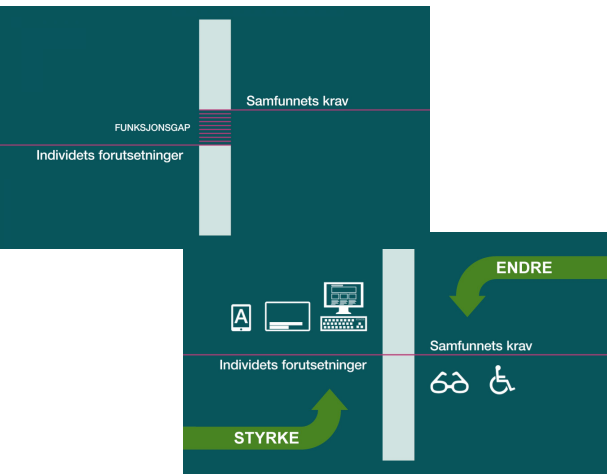 Samfunnets krav
FUNKSJONSGAP
Individets forutsetninger
ENDRE
A
Samfunnets krav
Individets forutsetninger
STYRKE